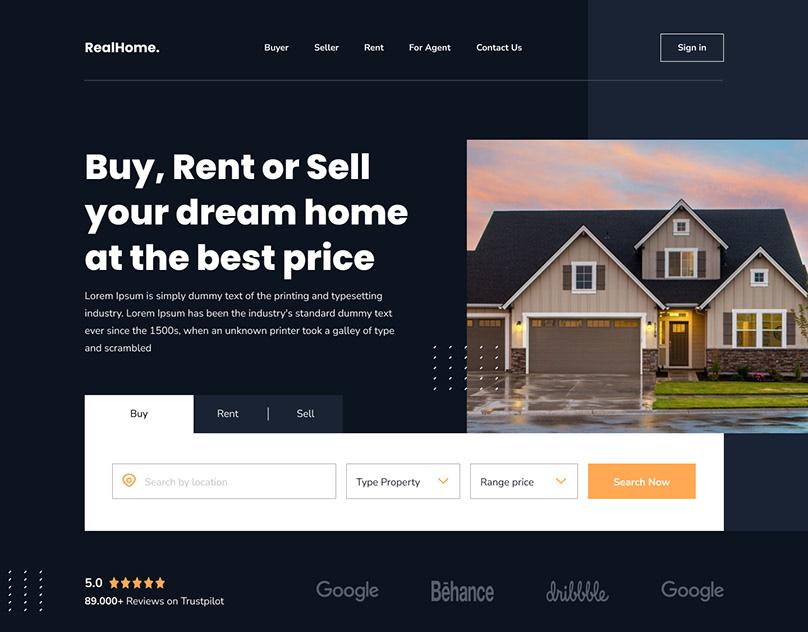 RealHome.
Buyer
Seller
Rent
For Agent
Contact Us
Sign in
Buy, Rent or Sell
your dream home
at the best price
Lorem Ipsum is simply dummy text of the printing and typesetting
industry. Lorem Ipsum has been the industry's standard dummy text
ever since the 1500s, when an unknown printer took a galley of type
and scrambled
Buy
Rent
Sell
Search by location
Type Property
Range price
Search Now
5.0
89.000+ Reviews on Trustpilot
Google
Bēhance
dribbble
Google